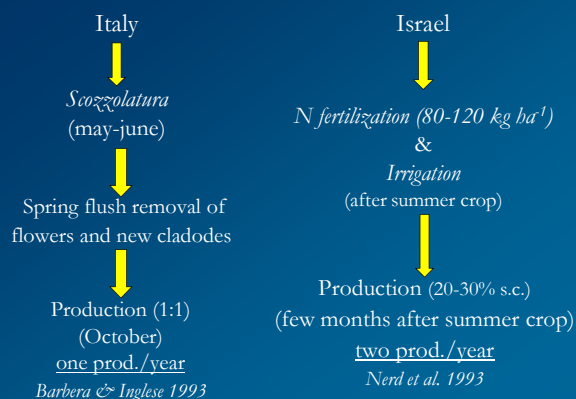 Italy
Scozzolatura
(may-june)
Spring flush removal of
flowers and new cladodes
Production (1:1)
(October)
one prod./year
Barbera & Inglese 1993
Israel
N fertilization (80-120 kg ha⁻¹)
&
Irrigation
(after summer crop)
Production (20-30% s.c.)
(few months after summer crop)
two prod./year
Nerd et al. 1993